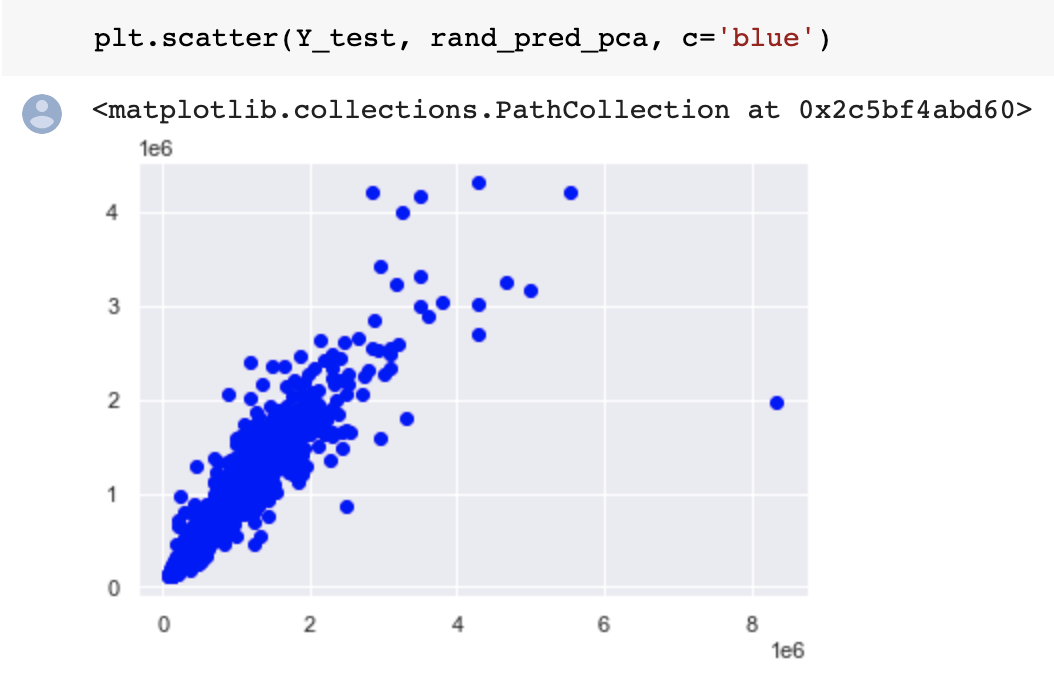 plt.scatter(Y_test, rand_pred_pca, c='blue')
<matplotlib.collections.PathCollection at 0x2c5bf4abd60>
1e6
4
3
2
1
0
0 2 4 6 8
1e6